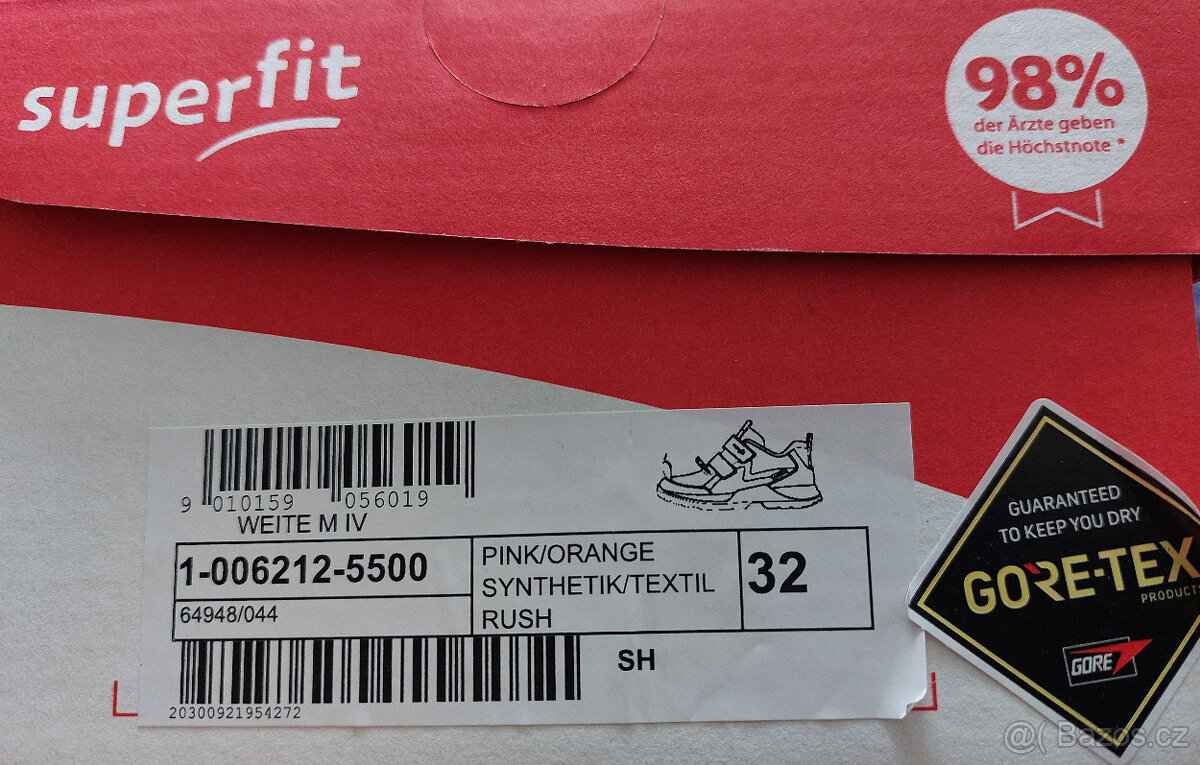 superfit
98%
der Ärzte geben
die Höchstnote *
9 010159 056019
WEITE M IV
1-006212-5500
64948/044
PINK/ORANGE
SYNTHETIK/TEXTIL
RUSH
32
SH
20300921954272
GUARANTEED
TO KEEP YOU DRY
GORE-TEX
PRODUCTS
GORE
@( Bazos.cz